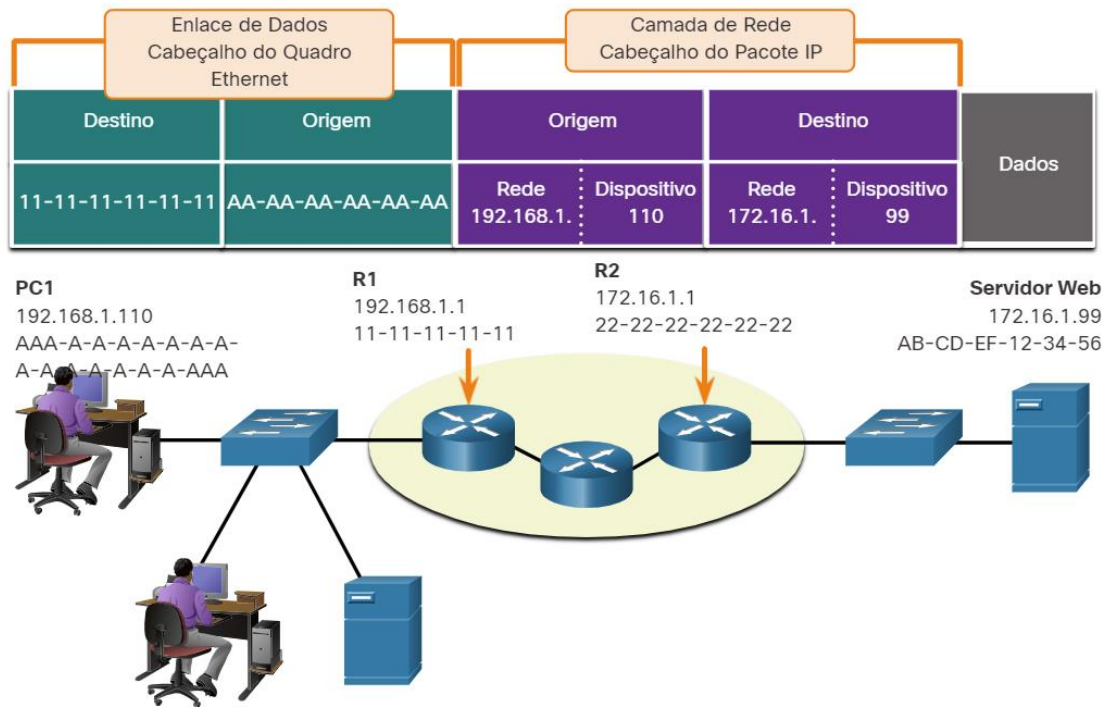 Enlace de Dados
Cabeçalho do Quadro
Ethernet
Camada de Rede
Cabeçalho do Pacote IP
Destino
Origem
Origem
Destino
Dados
11-11-11-11-11-11
AA-AA-AA-AA-AA-AA
Rede
192.168.1.
Dispositivo
110
Rede
172.16.1.
Dispositivo
99
PC1
192.168.1.110
AAA-A-A-A-A-A-A-A-
A-A-A-A-A-A-A-AAA
R1
192.168.1.1
11-11-11-11-11-11
R2
172.16.1.1
22-22-22-22-22-22
Servidor Web
172.16.1.99
AB-CD-EF-12-34-56